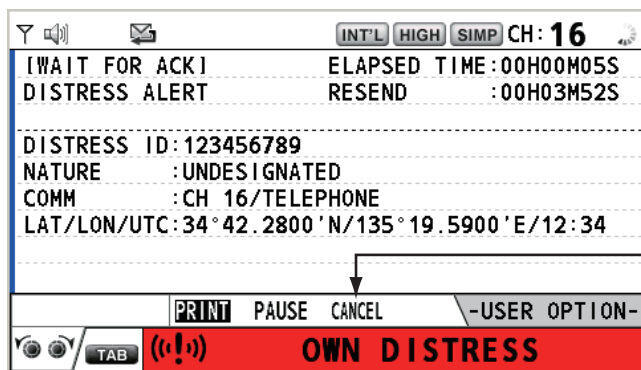 INT'L HIGH SIMP CH: 16
[WAIT FOR ACK] ELAPSED TIME:00H00M05S
DISTRESS ALERT RESEND :00H03M52S
DISTRESS ID:123456789
NATURE :UNDESIGNATED
COMM :CH 16/TELEPHONE
LAT/LON/UTC:34°42.2800'N/135°19.5900'E/12:34
PRINT PAUSE CANCEL -USER OPTION-
TAB OWN DISTRESS